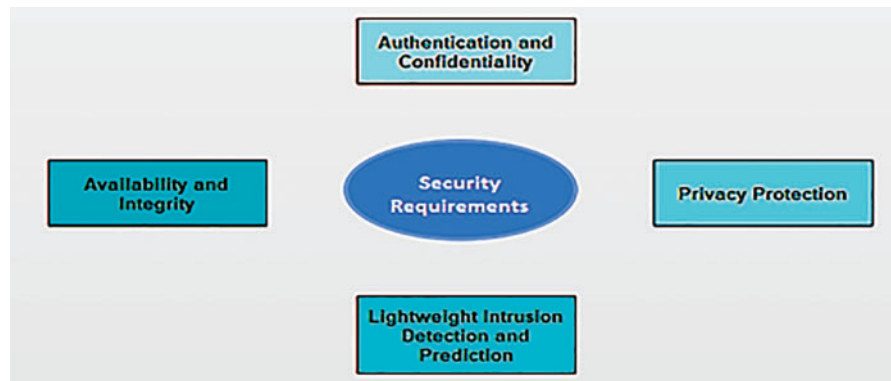 Authentication and
Confidentiality
Availability and
Integrity
Security
Requirements
Privacy Protection
Lightweight Intrusion
Detection and
Prediction